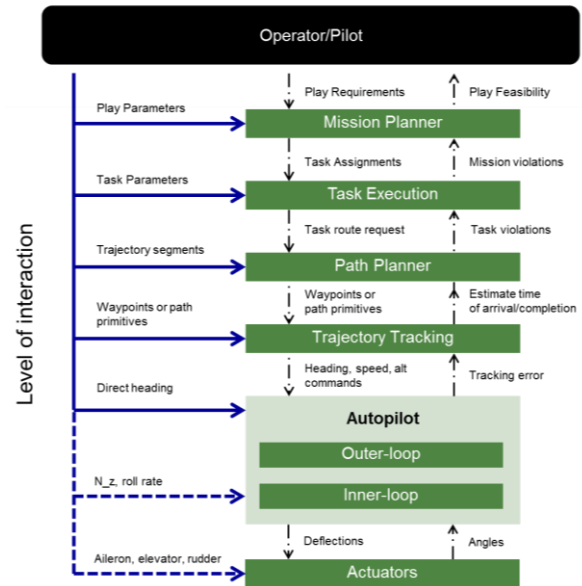 Operator/Pilot
Play Requirements
Play Feasibility
Play Parameters
Mission Planner
Task Assignments
Mission violations
Task Parameters
Task Execution
Task route request
Task violations
Trajectory segments
Path Planner
Waypoints or
path primitives
Estimate time
of arrival/completion
Waypoints or path
primitives
Trajectory Tracking
Heading, speed, alt
commands
Tracking error
Direct heading
Autopilot
Outer-loop
N_z, roll rate
Inner-loop
Deflections
Angles
Aileron, elevator, rudder
Actuators
Level of interaction